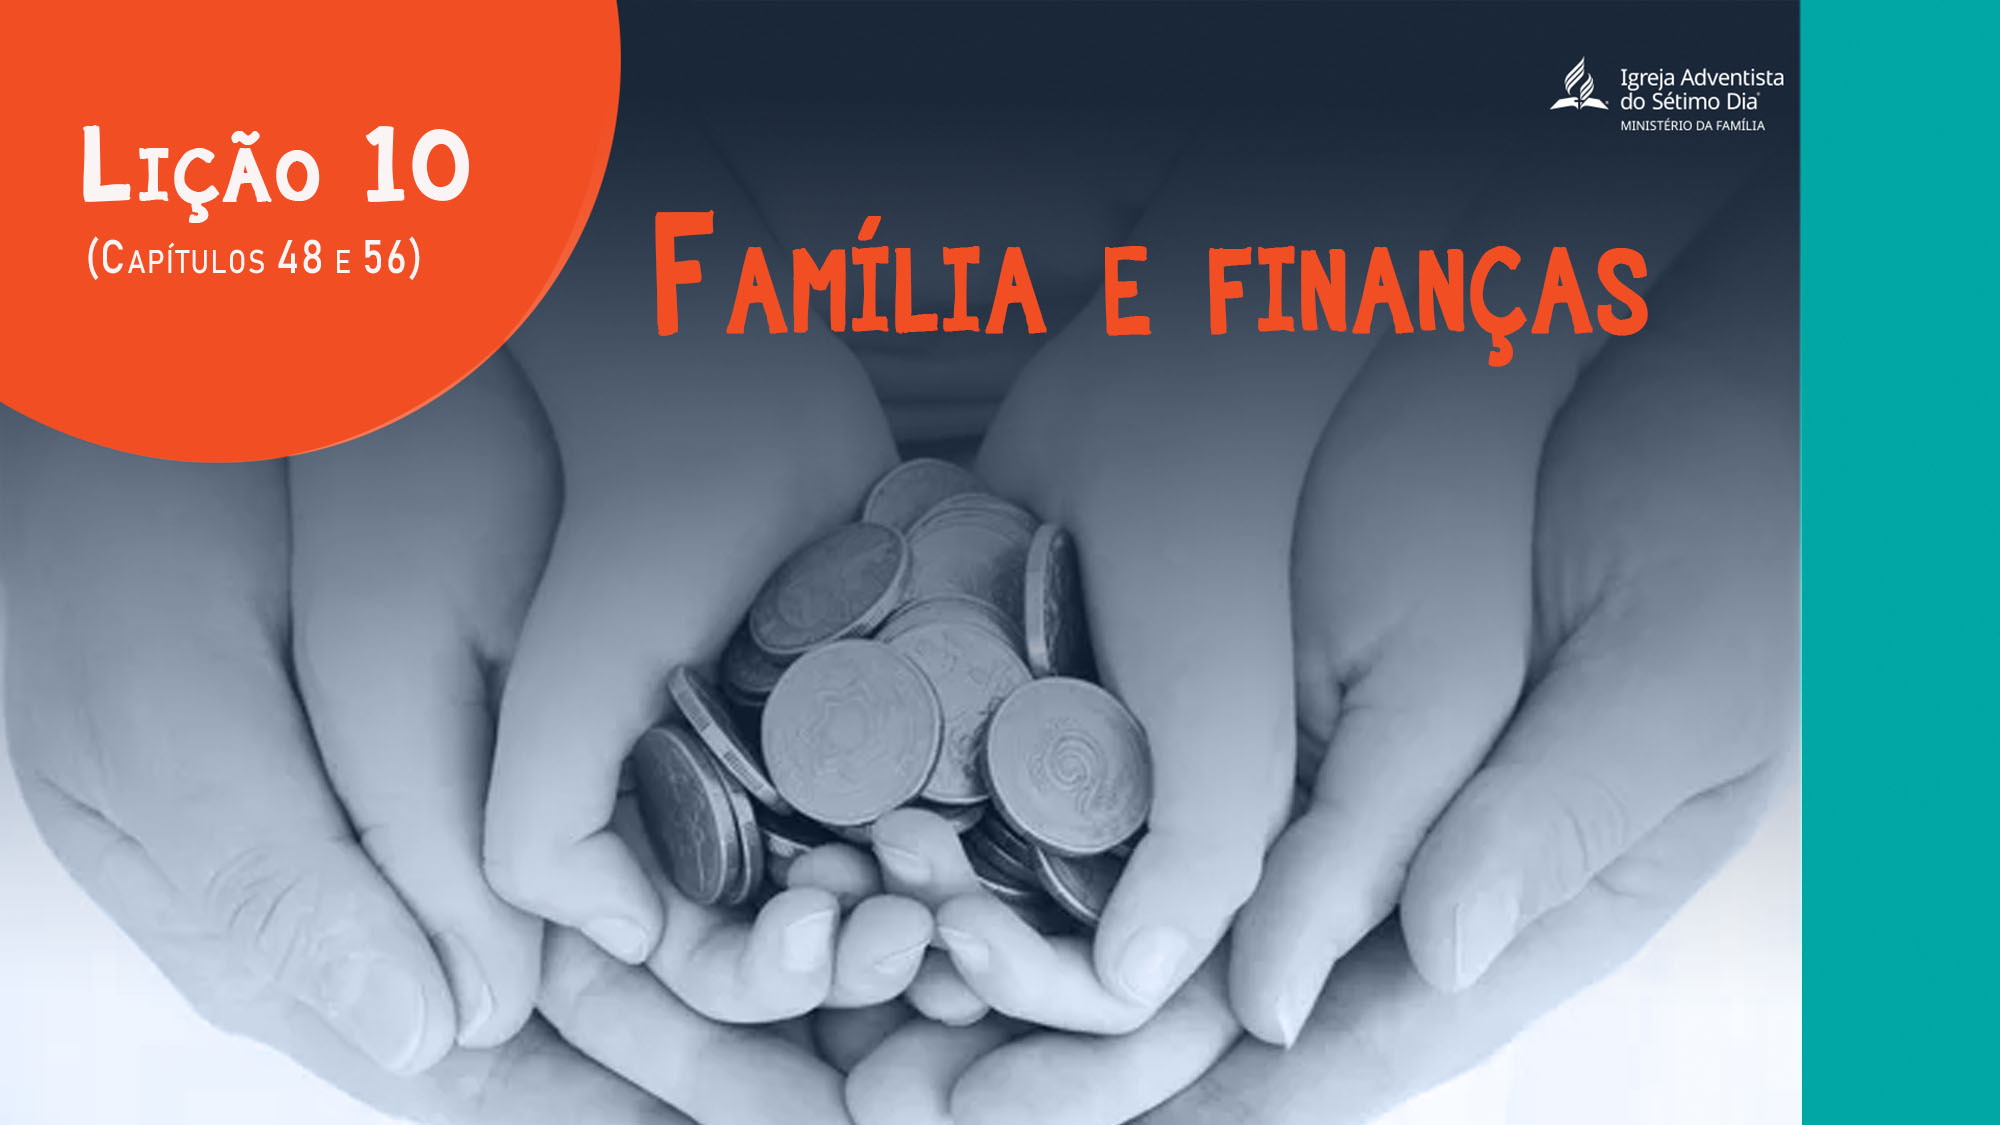 Lição 10
(Capítulos 48 e 56)
Igreja Adventista
do Sétimo Dia
MINISTÉRIO DA FAMÍLIA
Família e finanças